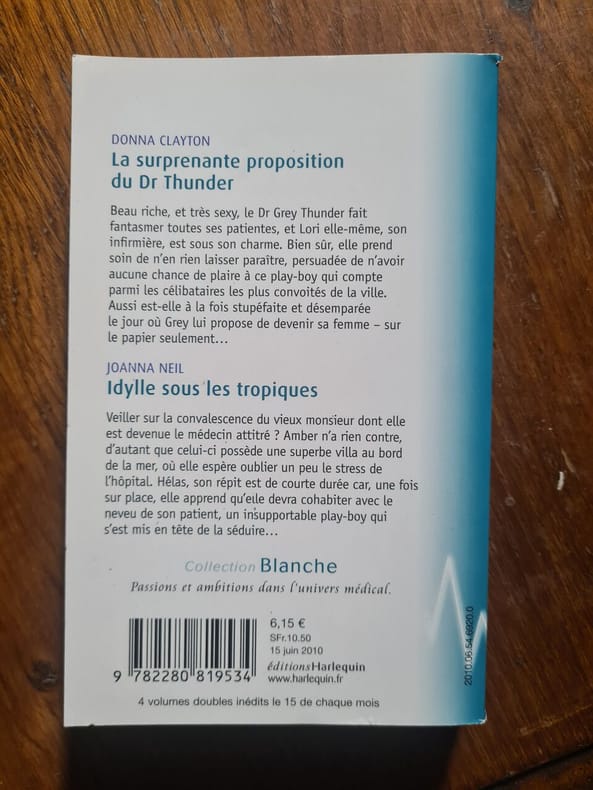 DONNA CLAYTON
La surprenante proposition
du Dr Thunder
Beau riche, et très sexy, le Dr Grey Thunder fait
fantasmer toutes ses patientes, et Lori elle-même, son
infirmière, est sous son charme. Bien sûr, elle prend
soin de n'en rien laisser paraître, persuadée de n'avoir
aucune chance de plaire à ce play-boy qui compte
parmi les célibataires les plus convoités de la ville.
Aussi est-elle à la fois stupéfaite et désemparée
le jour où Grey lui propose de devenir sa femme – sur
le papier seulement…
JOANNA NEIL
Idylle sous les tropiques
Veiller sur la convalescence du vieux monsieur dont elle
est devenue le médecin attitré ? Amber n'a rien contre,
d'autant que celui-ci possède une superbe villa au bord
de la mer, où elle espère oublier un peu le stress de
l'hôpital. Hélas, son répit est de courte durée car, une fois
sur place, elle apprend qu'elle devra cohabiter avec le
neveu de son patient, un insupportable play-boy qui
s'est mis en tête de la séduire…
Collection Blanche
Passions et ambitions dans l'univers médical.
6,15 €
SFr.10.50
15 juin 2010
éditionsHarlequin
www.harlequin.fr
9 782280 819534
4 volumes doubles inédits le 15 de chaque mois
2010.06.54.6920.0